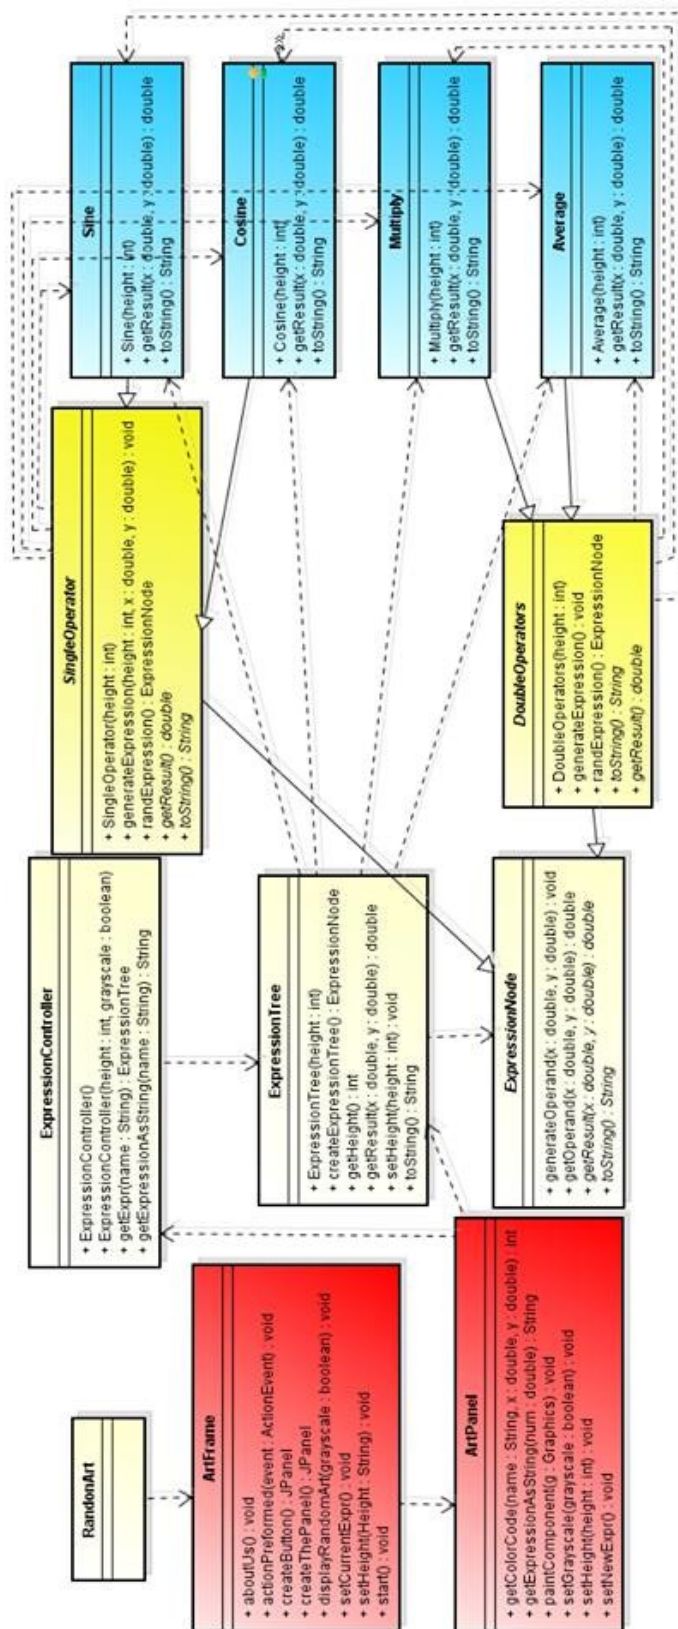 RandonArt
ArtFrame
+ aboutUs() : void
+ actionPreformed(event : ActionEvent) : void
+ createButton() : JPanel
+ createThePanel() : JPanel
+ displayRandomArt(grayscale : boolean) : void
+ setCurrentExpr() : void
+ setHeight(Height : String) : void
+ start() : void
ArtPanel
+ getColorCode(name : String, x : double, y : double) : int
+ getExpressionAsString(num : double) : String
+ paintComponent(g : Graphics) : void
+ setGrayscale(grayscale : boolean) : void
+ setHeight(height : int) : void
+ setNewExpr() : void
ExpressionController
+ ExpressionController()
+ ExpressionController(height : int, grayscale : boolean)
+ getExpr(name : String) : ExpressionTree
+ getExpressionAsString(name : String) : String
ExpressionTree
+ ExpressionTree(height : int)
+ createExpressionTree() : ExpressionNode
+ getHeight() : int
+ getResult(x : double, y : double) : double
+ setHeight(height : int) : void
+ toString() : String
ExpressionNode
+ generateOperand(x : double, y : double) : void
+ getOperand(x : double, y : double) : double
+ getResult(x : double, y : double) : double
+ toString() : String
SingleOperator
+ SingleOperator(height : int)
+ generateExpression(height : int, x : double, y : double) : void
+ randExpression() : ExpressionNode
+ getResult() : double
+ toString() : String
DoubleOperators
+ DoubleOperators(height : int)
+ generateExpression() : void
+ randExpression() : ExpressionNode
+ toString() : String
+ getResult() : double
Sine
+ Sine(height : int)
+ getResult(x : double, y : double) : double
+ toString() : String
Cosine
+ Cosine(height : int)
+ getResult(x : double, y : double) : double
+ toString() : String
Multiply
+ Multiply(height : int)
+ getResult(x : double, y : double) : double
+ toString() : String
Average
+ Average(height : int)
+ getResult(x : double, y : double) : double
+ toString() : String